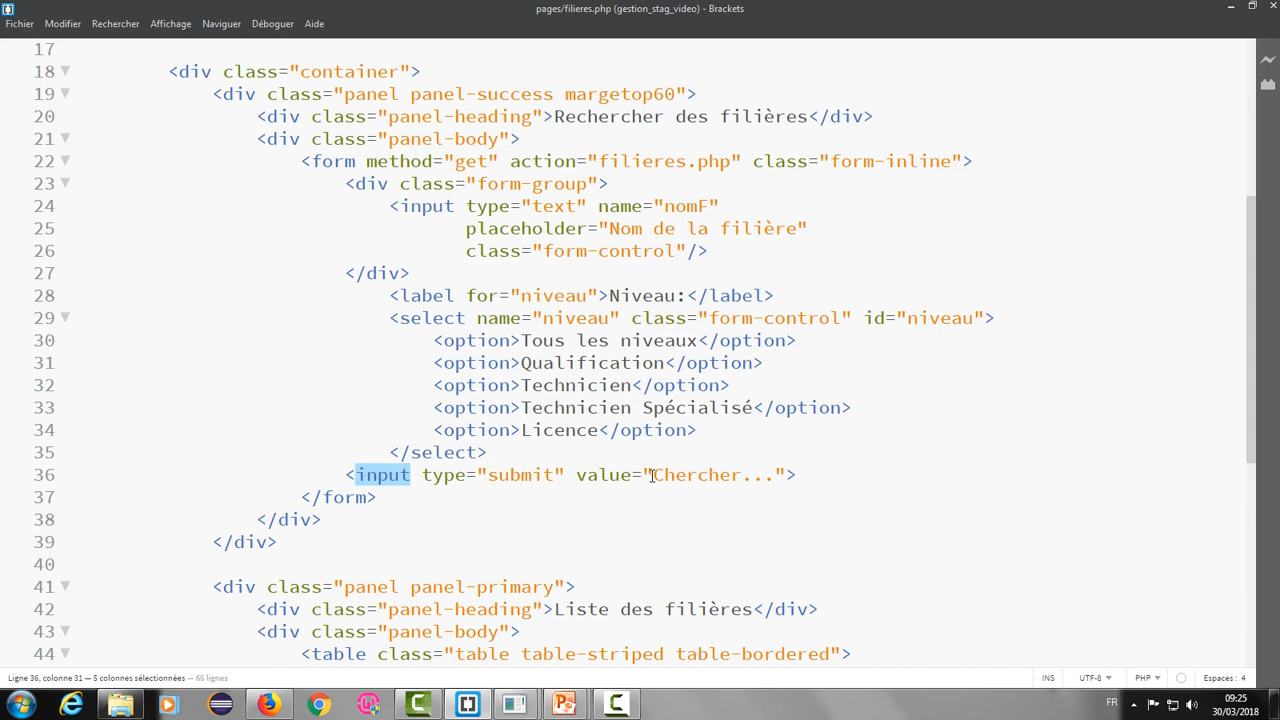 pages/filieres.php (gestion_stag_video) - Brackets
Fichier Modifier Rechercher Affichage Naviguer Déboguer Aide
17
18 <div class="container">
19 <div class="panel panel-success margetop60">
20 <div class="panel-heading">Rechercher des filières</div>
21 <div class="panel-body">
22 <form method="get" action="filieres.php" class="form-inline">
23 <div class="form-group">
24 <input type="text" name="nomF"
25 placeholder="Nom de la filière"
26 class="form-control"/>
27 </div>
28 <label for="niveau">Niveau:</label>
29 <select name="niveau" class="form-control" id="niveau">
30 <option>Tous les niveaux</option>
31 <option>Qualification</option>
32 <option>Technicien</option>
33 <option>Technicien Spécialisé</option>
34 <option>Licence</option>
35 </select>
36 <input type="submit" value="Chercher...">
37 </form>
38 </div>
39 </div>
40
41 <div class="panel panel-primary">
42 <div class="panel-heading">Liste des filières</div>
43 <div class="panel-body">
44 <table class="table table-striped table-bordered">
Ligne 36, colonne 31 — 5 colonnes sélectionnées — 65 lignes INS UTF-8 PHP Espaces : 4
FR 09:25
30/03/2018